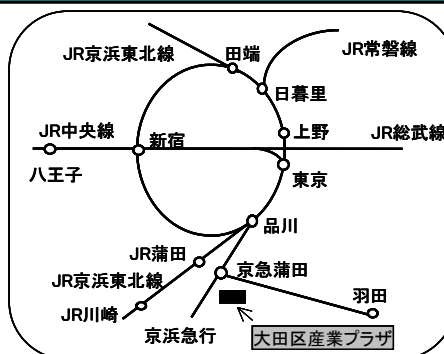 JR京浜東北線
田端
JR常磐線
日暮里
JR中央線
新宿
上野
JR総武線
八王子
東京
品川
JR蒲田
京急蒲田
JR京浜東北線
羽田
JR川崎
京浜急行
大田区産業プラザ